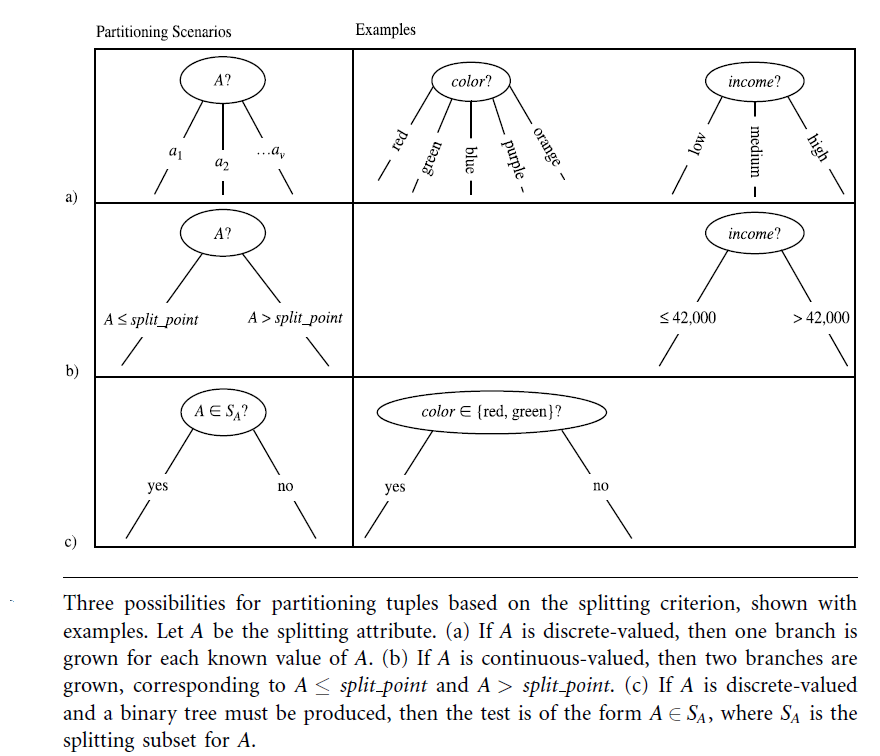 Partitioning Scenarios
Examples
A?
a1
a2
...av
color?
red
green
blue
purple
orange
income?
low
medium
high
a)
A?
A ≤ split_point
A > split_point
income?
≤ 42,000
> 42,000
b)
A ∈ SA?
yes
no
color ∈ {red, green}?
yes
no
c)
Three possibilities for partitioning tuples based on the splitting criterion, shown with
examples. Let A be the splitting attribute. (a) If A is discrete-valued, then one branch is
grown for each known value of A. (b) If A is continuous-valued, then two branches are
grown, corresponding to A ≤ split_point and A > split_point. (c) If A is discrete-valued
and a binary tree must be produced, then the test is of the form A ∈ SA, where SA is the
splitting subset for A.